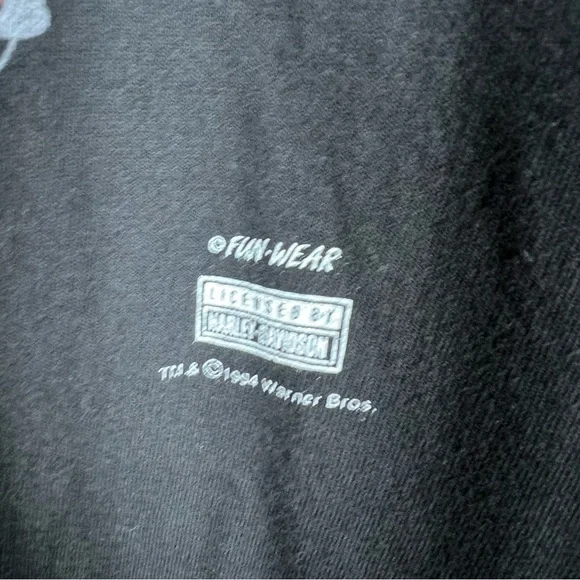 ©FUN-WEAR
LICENSED BY
HARLEY-DAVIDSON
TM & ©1994 Warner Bros.